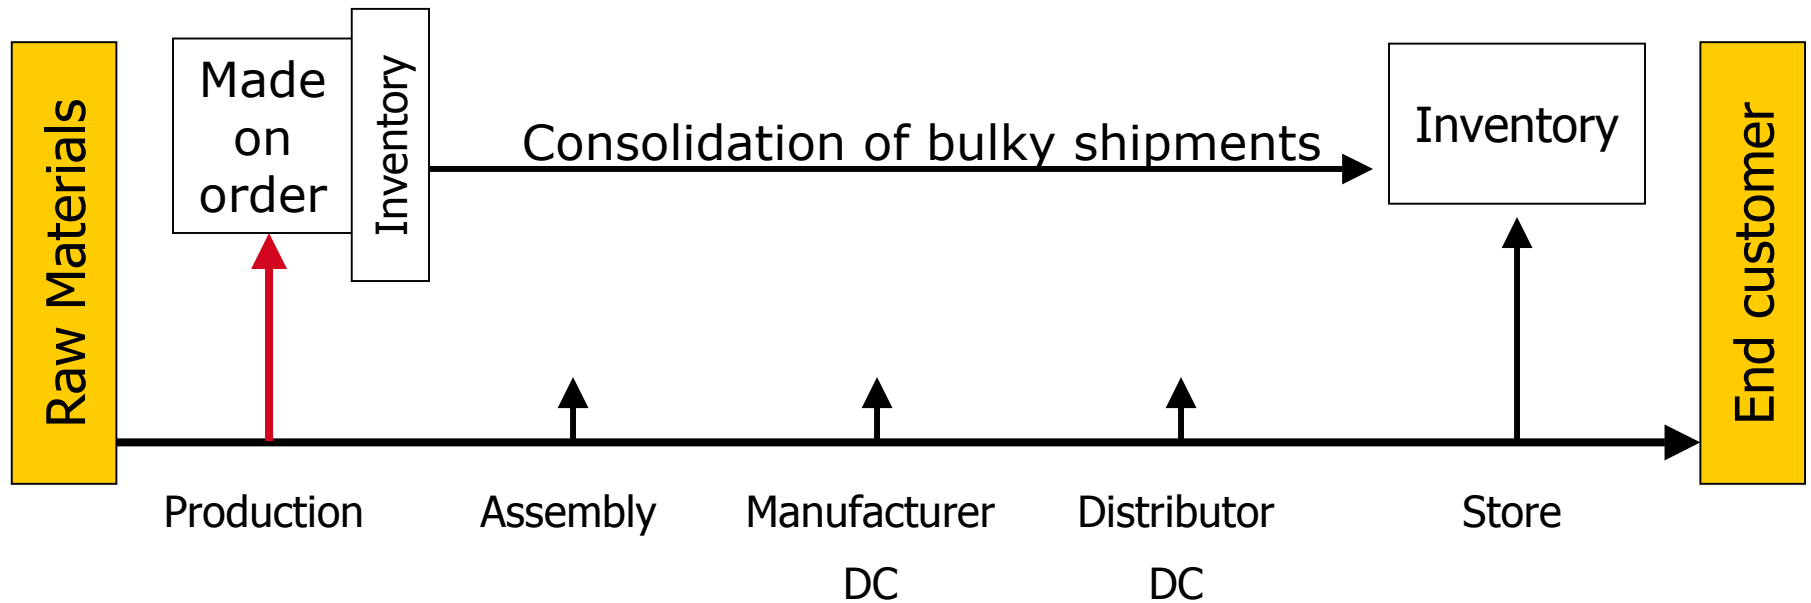 Raw Materials
Made
on
order
Inventory
Consolidation of bulky shipments
Inventory
End customer
Production
Assembly
Manufacturer
DC
Distributor
DC
Store